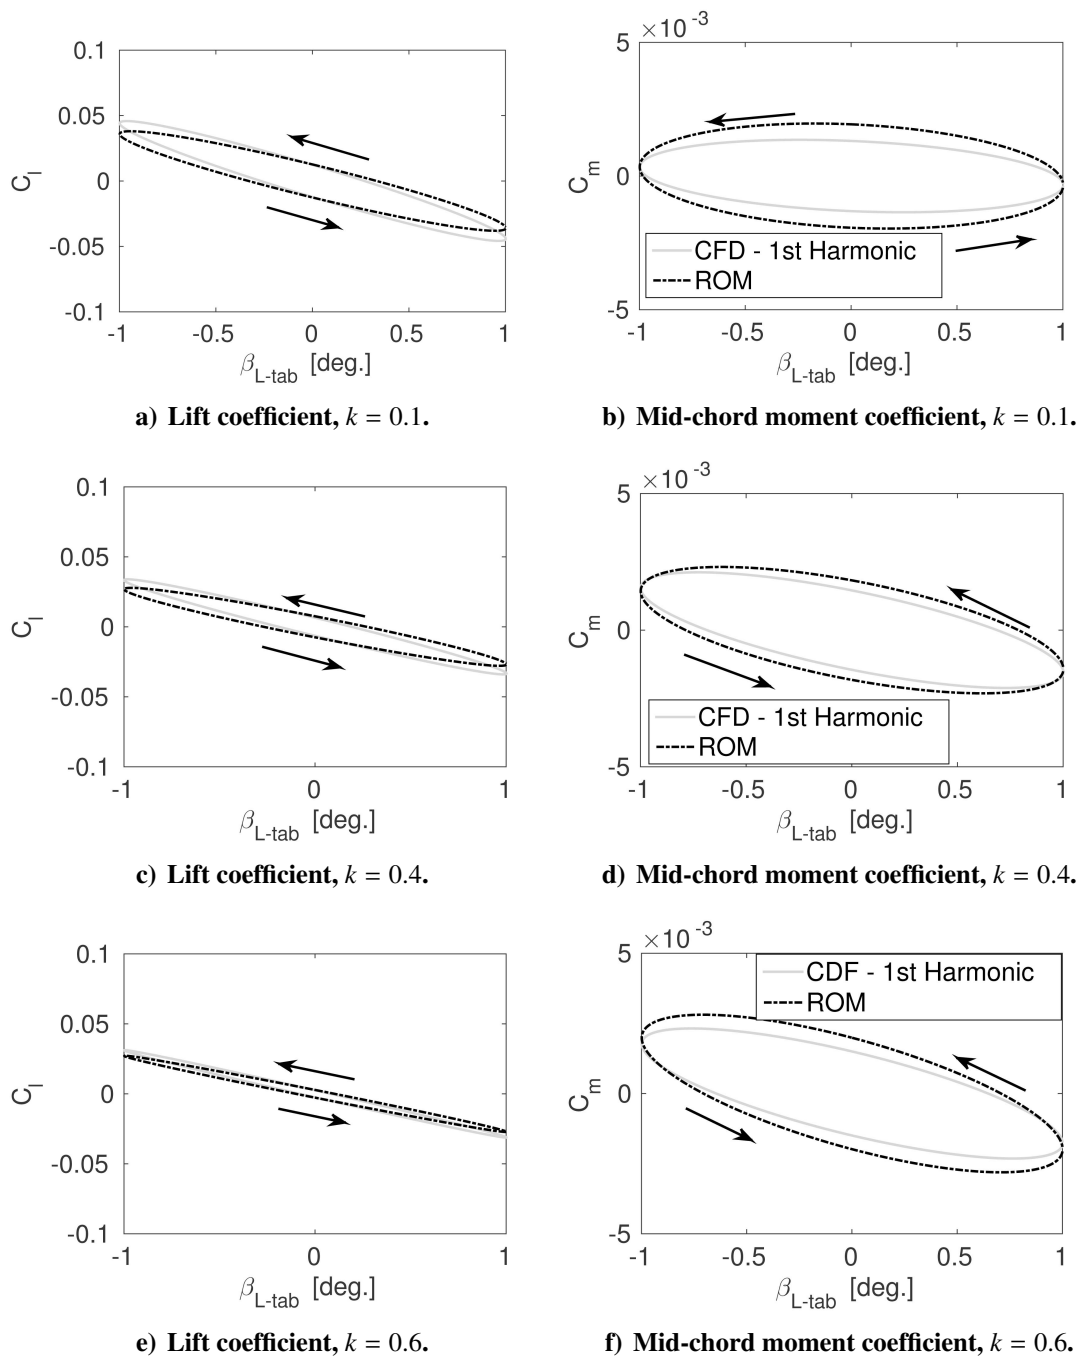 0.1
0.05
0
-0.05
-0.1
C_l
-1 -0.5 0 0.5 1
β_L-tab [deg.]
a) Lift coefficient, k = 0.1.
5 ×10^-3
0
-5
C_m
CFD - 1st Harmonic
ROM
-1 -0.5 0 0.5 1
β_L-tab [deg.]
b) Mid-chord moment coefficient, k = 0.1.
0.1
0.05
0
-0.05
-0.1
C_l
-1 0 1
β_L-tab [deg.]
c) Lift coefficient, k = 0.4.
5 ×10^-3
0
-5
C_m
CFD - 1st Harmonic
ROM
-1 -0.5 0 0.5 1
β_L-tab [deg.]
d) Mid-chord moment coefficient, k = 0.4.
0.1
0.05
0
-0.05
-0.1
C_l
-1 0 1
β_L-tab [deg.]
e) Lift coefficient, k = 0.6.
5 ×10^-3
0
-5
C_m
CDF - 1st Harmonic
ROM
-1 -0.5 0 0.5 1
β_L-tab [deg.]
f) Mid-chord moment coefficient, k = 0.6.